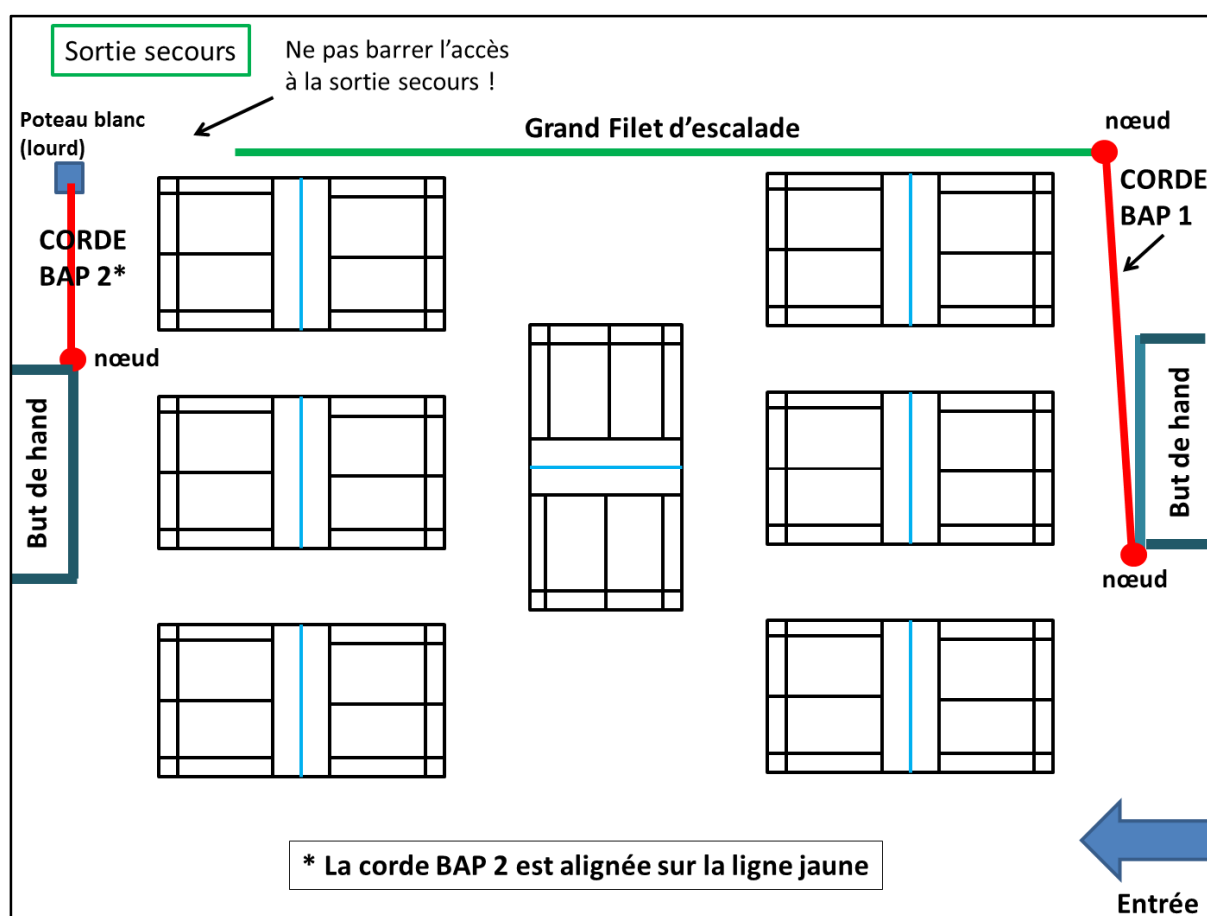 Sortie secours
Ne pas barrer l’accès
à la sortie secours !
Poteau blanc
(lourd)
Grand Filet d’escalade
nœud
CORDE
BAP 1
CORDE
BAP 2*
nœud
But de hand
But de hand
nœud
* La corde BAP 2 est alignée sur la ligne jaune
Entrée